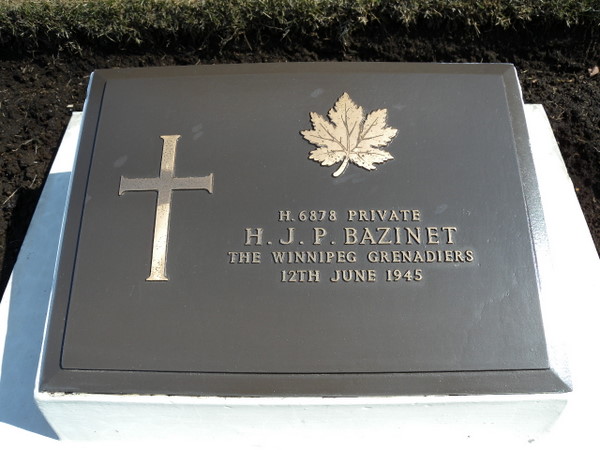 H. 6878 PRIVATE
H. J. P. BAZINET
THE WINNIPEG GRENADIERS
12TH JUNE 1945